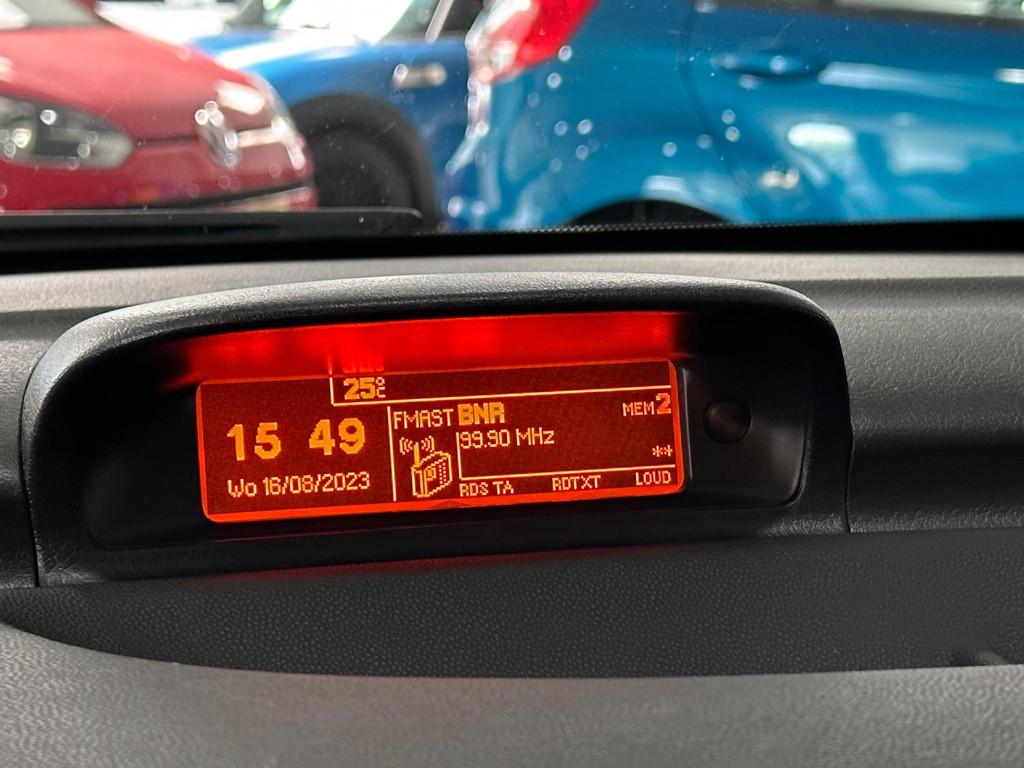 25°C
15 49
Wo 16/08/2023
FMAST BNR
MEM 2
99.90 MHz
**
RDS TA RDTXT LOUD